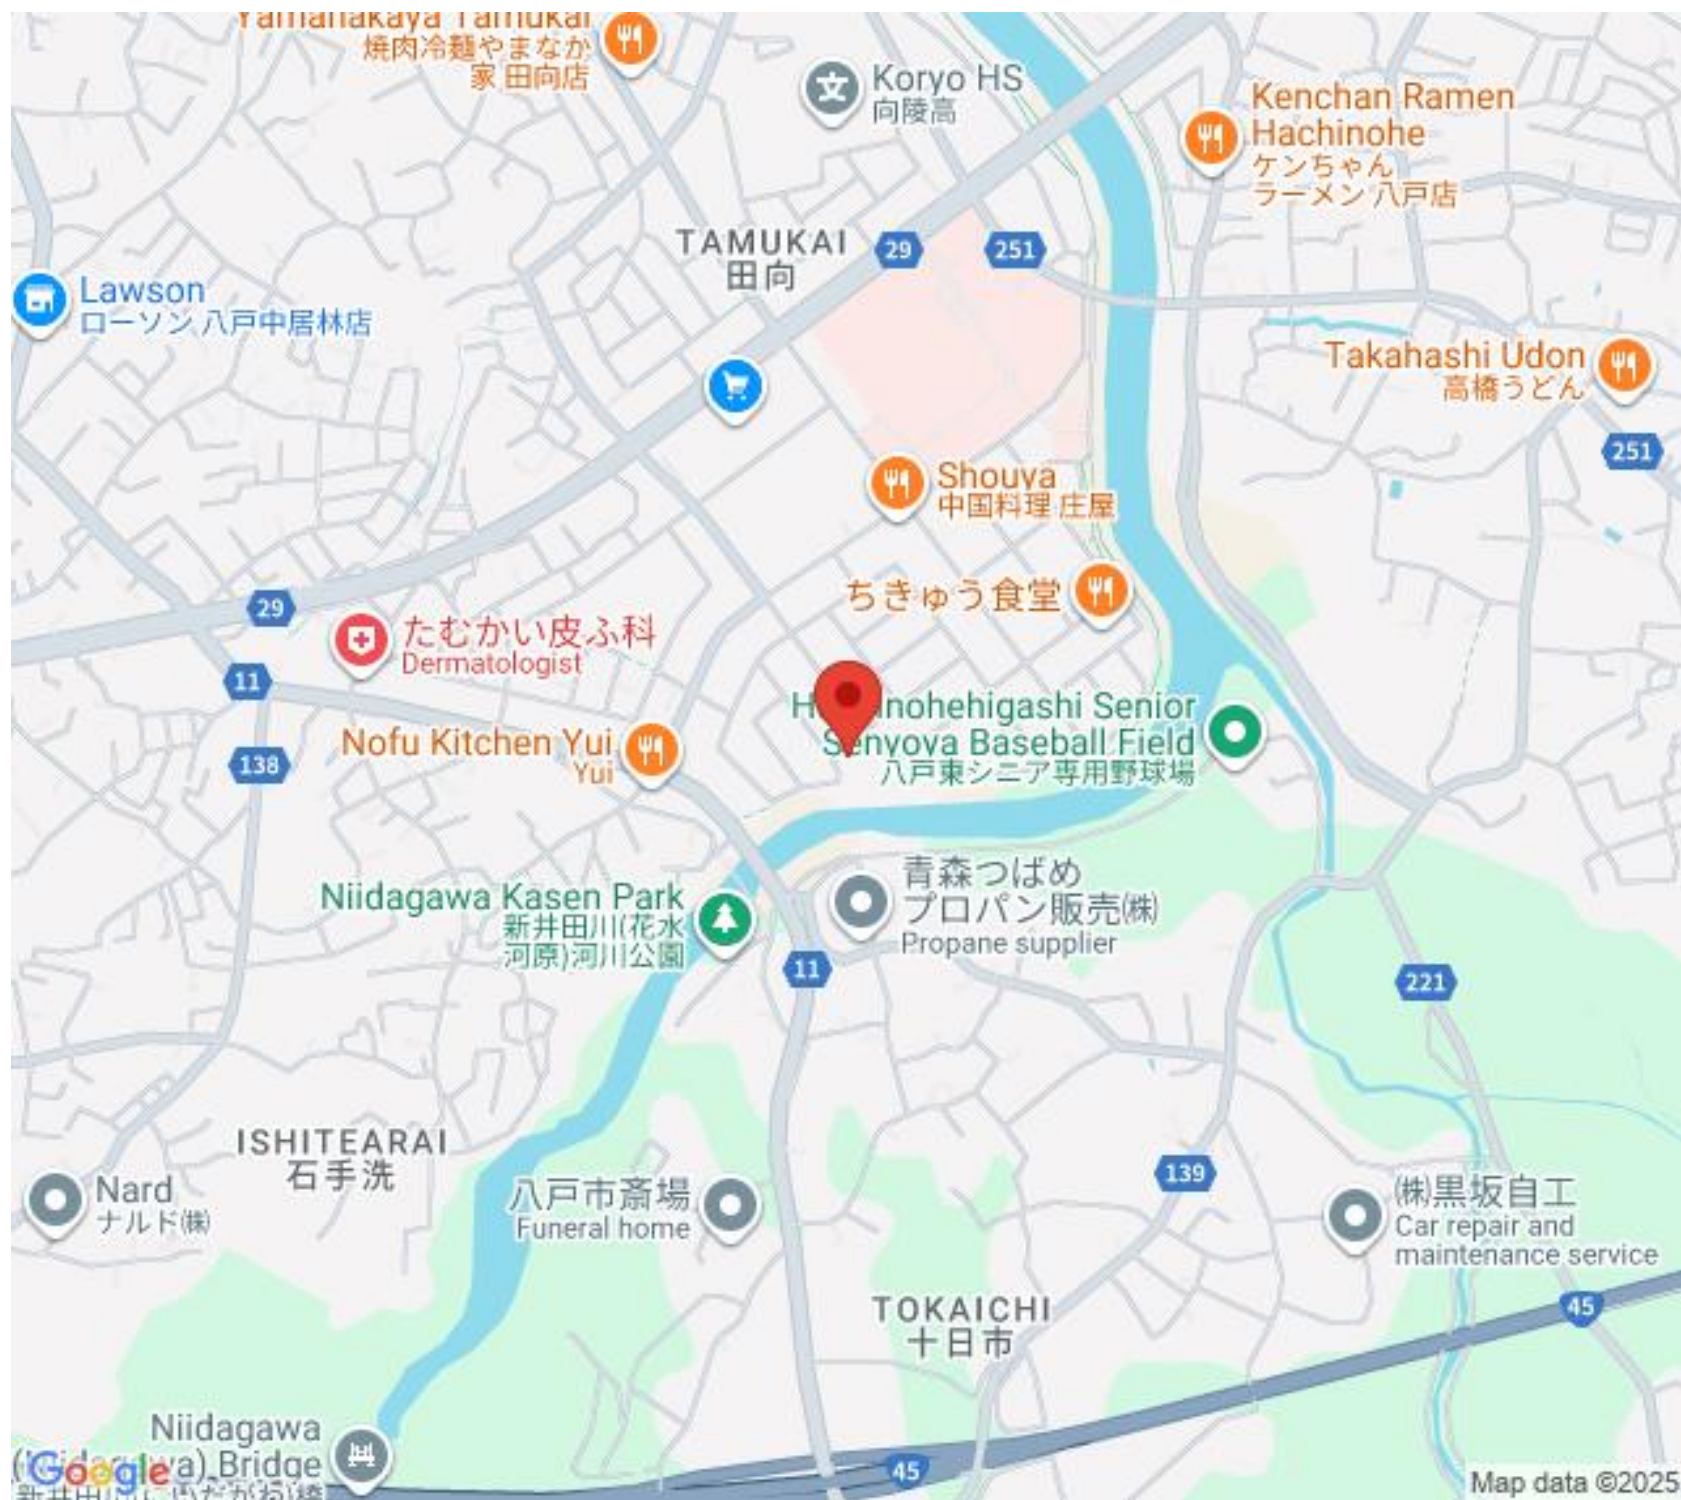 Yamanakaya Tamukai
焼肉冷麺やまなか
家 田向店
Koryo HS
向陵高
Kenchan Ramen
Hachinohe
ケンちゃん
ラーメン 八戸店
TAMUKAI
田向
29
251
Lawson
ローソン 八戸中居林店
Takahashi Udon
高橋うどん
251
Shouya
中国料理 庄屋
ちきゅう食堂
29
たむかい皮ふ科
Dermatologist
11
138
Nofu Kitchen Yui
Yui
Senior
Baseball Field
八戸東シニア専用野球場
Niidagawa Kasen Park
新井田川(花水
河原)河川公園
青森つばめ
プロパン販売㈱
Propane supplier
11
221
ISHITEARAI
石手洗
139
Nard
ナルド㈱
八戸市斎場
Funeral home
㈱黒坂自工
Car repair and
maintenance service
TOKAICHI
十日市
45
Niidagawa
Bridge
45
Google
Map data ©2025